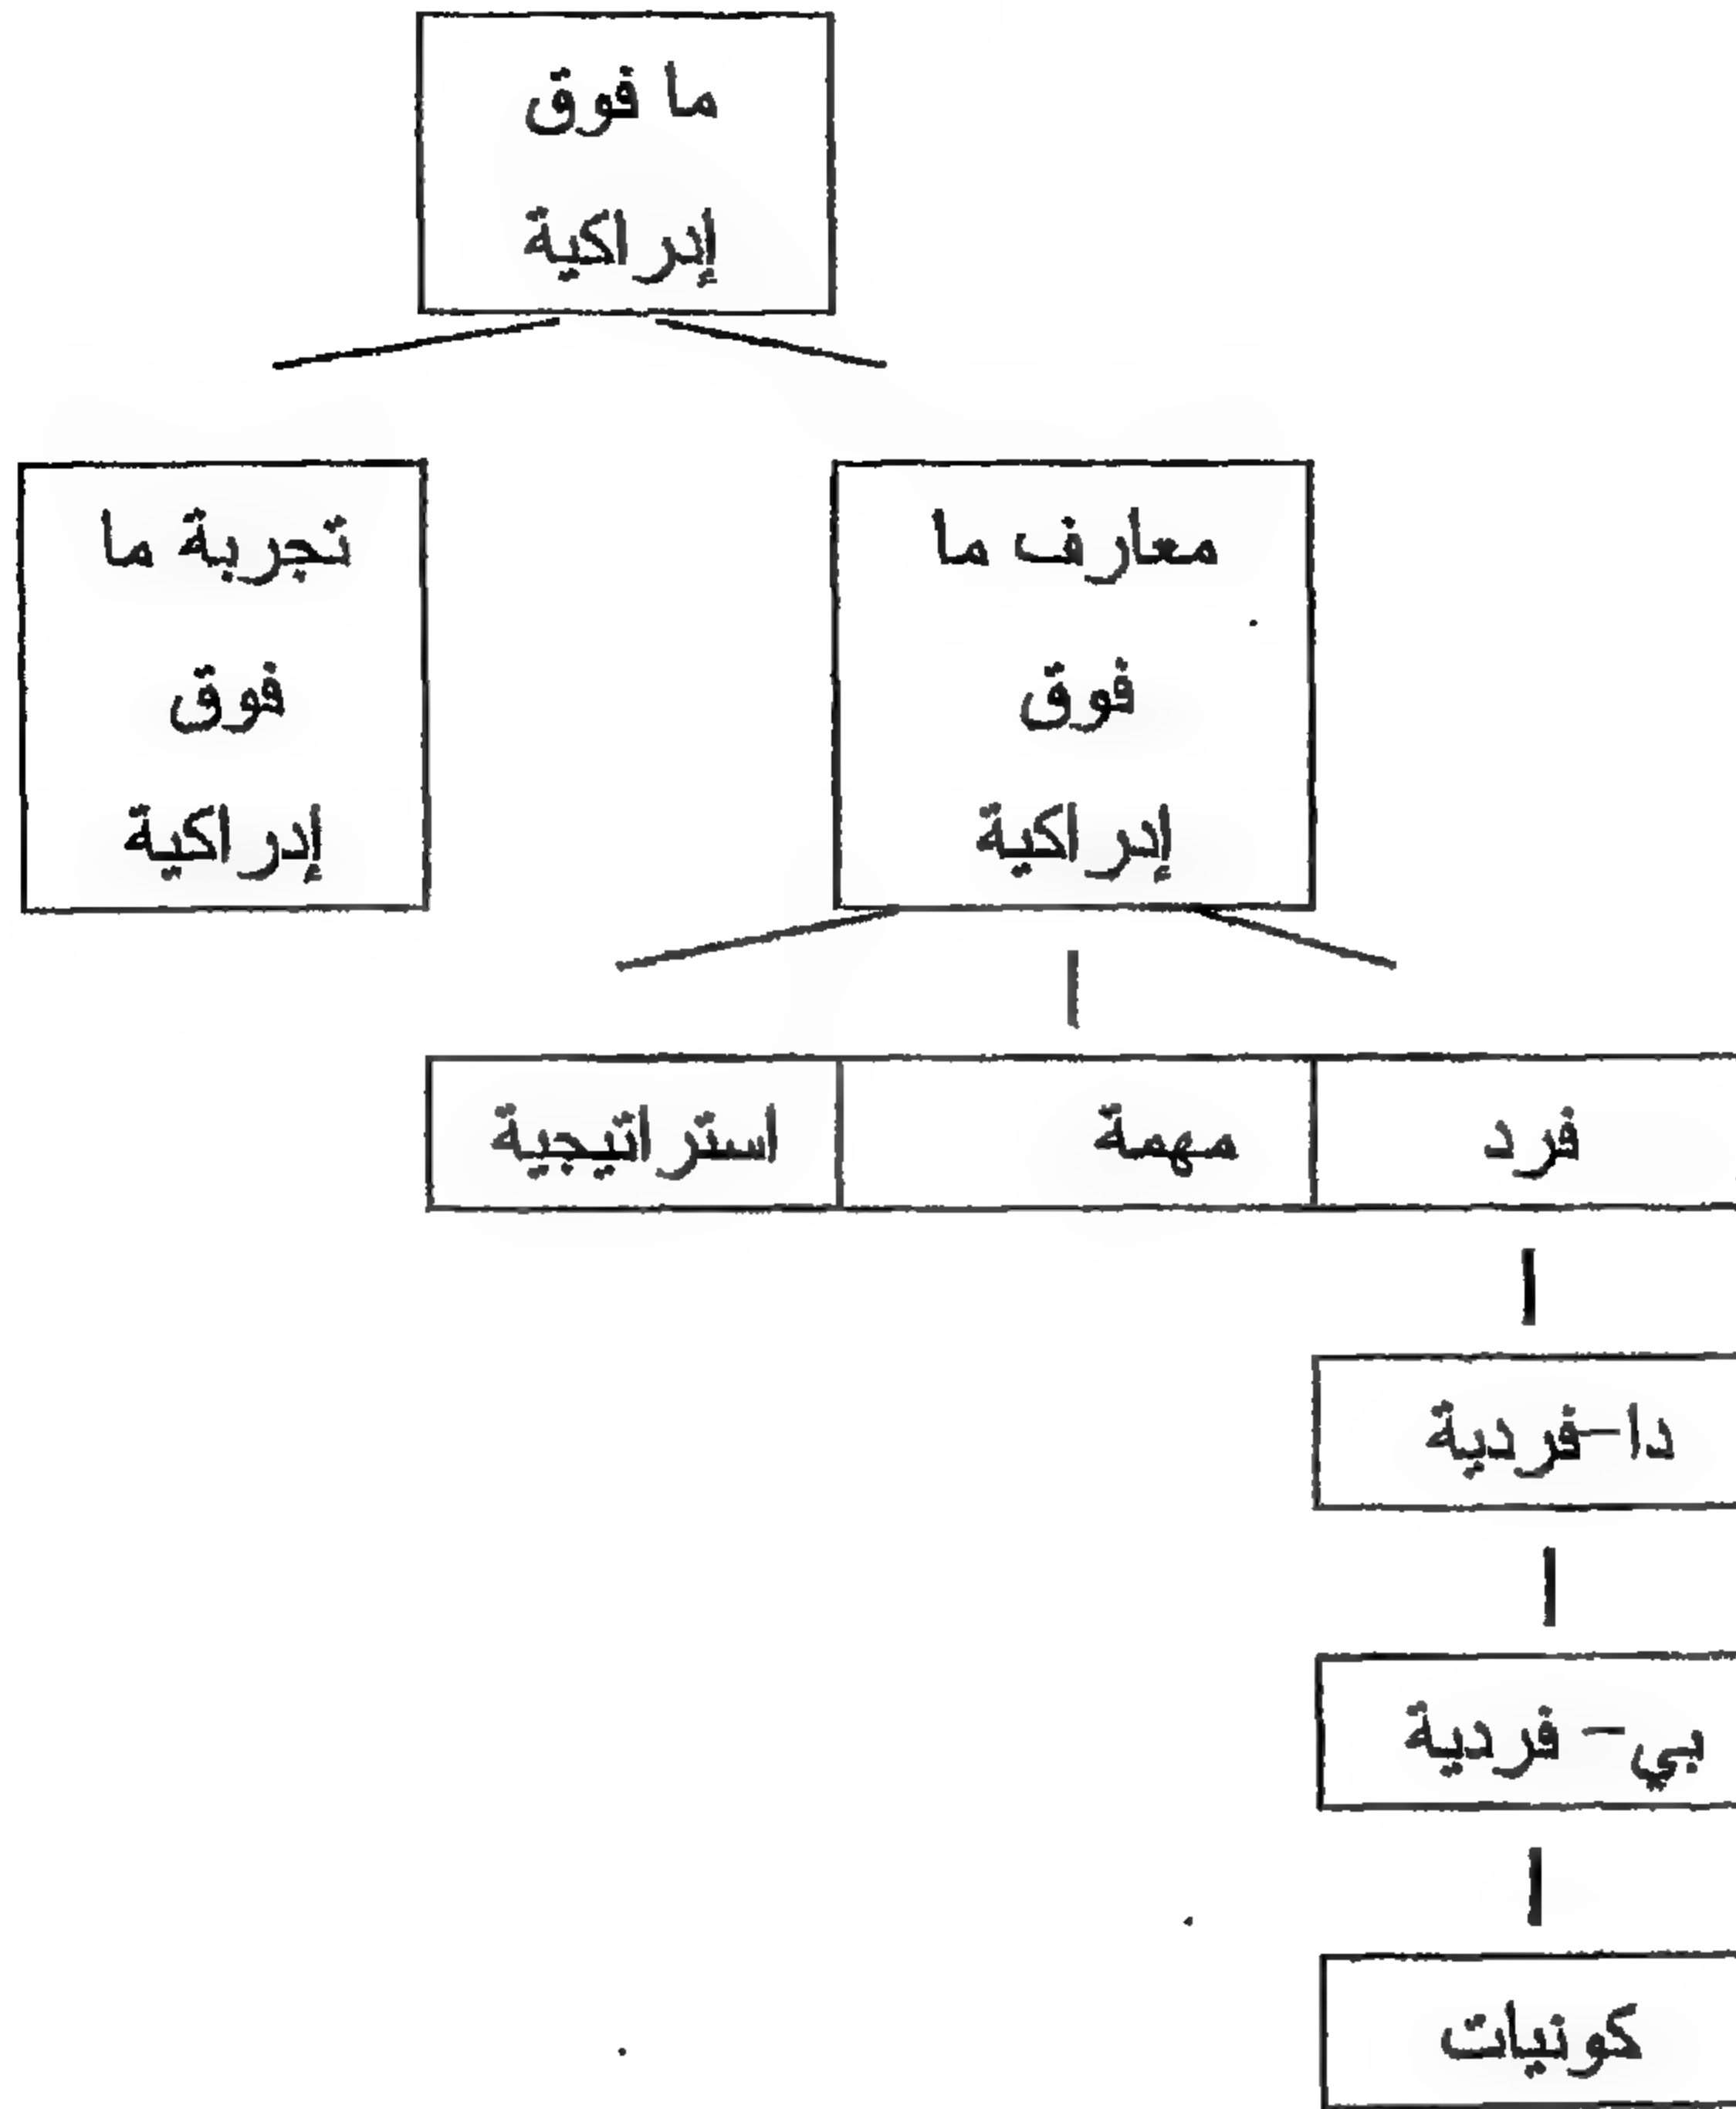 ما فوق
إدراكية
معارف ما
فوق
إدراكية
تجربة ما
فوق
إدراكية
فرد
مهمة
استراتيجية
دا-فردية
بي- فردية
كونيات